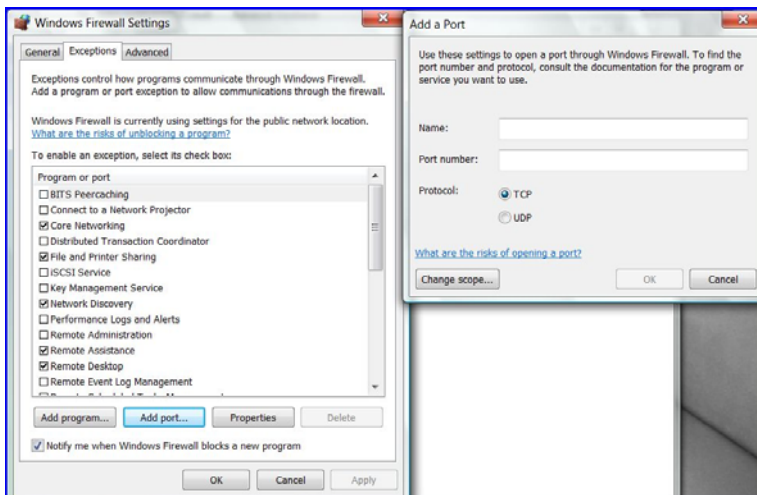 Windows Firewall Settings
General Exceptions Advanced
Exceptions control how programs communicate through Windows Firewall.
Add a program or port exception to allow communications through the firewall.
Windows Firewall is currently using settings for the public network location.
What are the risks of unblocking a program?
To enable an exception, select its check box:
Program or port
BITS Peercaching
Connect to a Network Projector
Core Networking
Distributed Transaction Coordinator
File and Printer Sharing
iSCSI Service
Key Management Service
Network Discovery
Performance Logs and Alerts
Remote Administration
Remote Assistance
Remote Desktop
Remote Event Log Management
Add program... Add port... Properties Delete
Notify me when Windows Firewall blocks a new program
OK Cancel Apply
Add a Port
Use these settings to open a port through Windows Firewall. To find the
port number and protocol, consult the documentation for the program or
service you want to use.
Name:
Port number:
Protocol: TCP
UDP
What are the risks of opening a port?
Change scope... OK Cancel